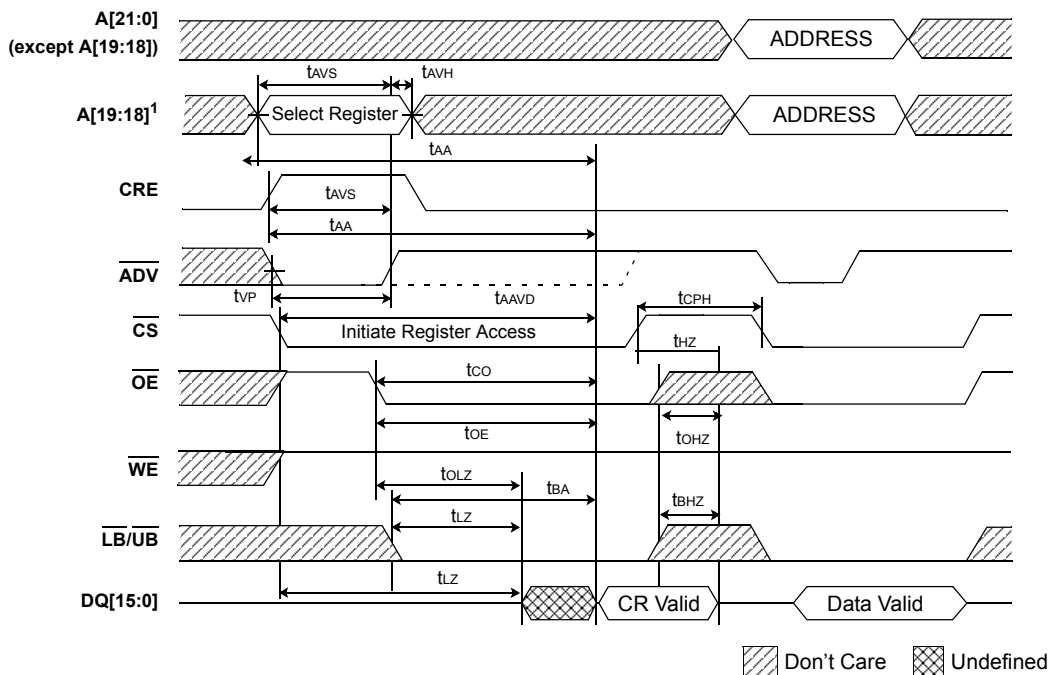 A[21:0]
(except A[19:18])
ADDRESS
tAVS
tAVH
A[19:18]1
Select Register
ADDRESS
tAA
CRE
tAVS
tAA
ADV
tVP
tAAVD
tCPH
CS
Initiate Register Access
tHZ
OE
tCO
tOE
tOHZ
WE
tOLZ
tBA
tLZ
tBHZ
LB/UB
tLZ
DQ[15:0]
CR Valid
Data Valid
Don't Care
Undefined